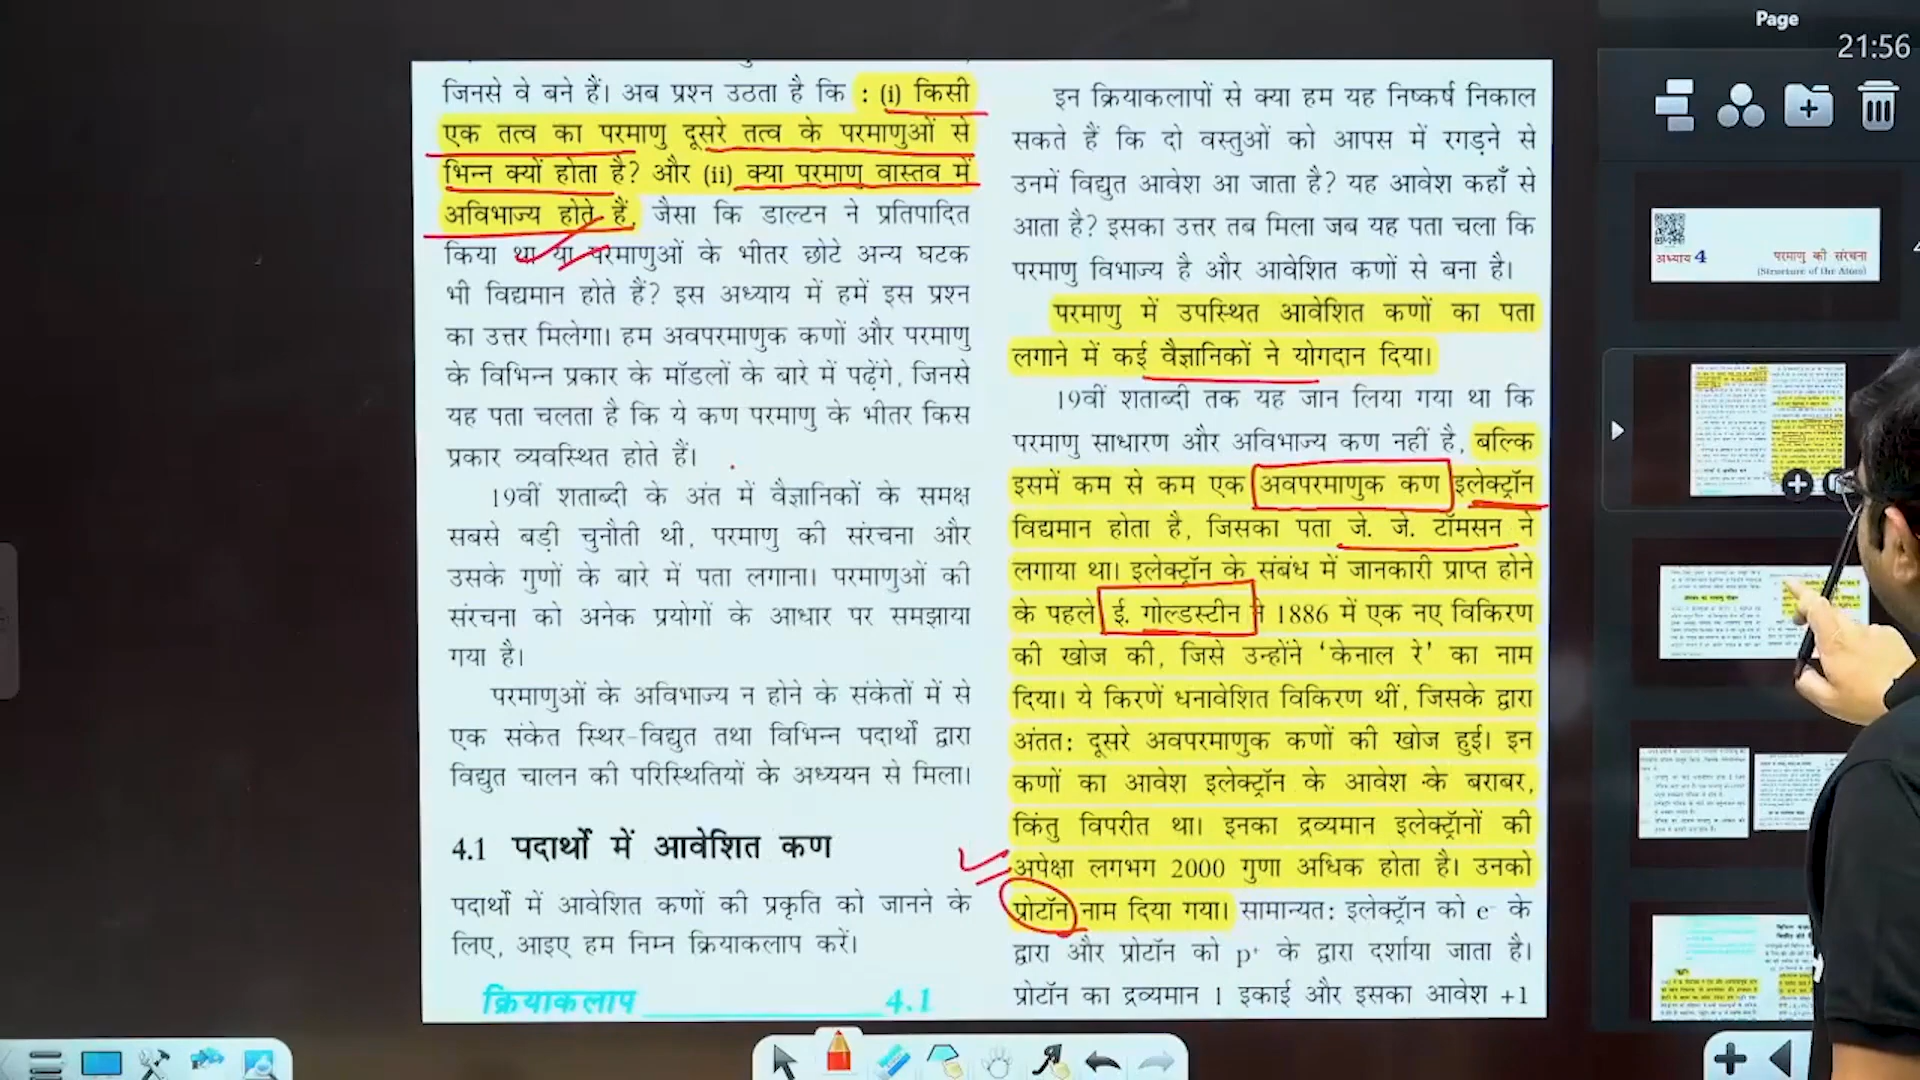 Page
21:56
जिनसे वे बने हैं। अब प्रश्न उठता है कि : (i) किसी
एक तत्व का परमाणु दूसरे तत्व के परमाणुओं से
भिन्न क्यों होता है? और (ii) क्या परमाणु वास्तव में
अविभाज्य होते हैं, जैसा कि डाल्टन ने प्रतिपादित
किया था या परमाणुओं के भीतर छोटे अन्य घटक
भी विद्यमान होते हैं? इस अध्याय में हमें इस प्रश्न
का उत्तर मिलेगा। हम अवपरमाणुक कणों और परमाणु
के विभिन्न प्रकार के मॉडलों के बारे में पढ़ेंगे, जिनसे
यह पता चलता है कि ये कण परमाणु के भीतर किस
प्रकार व्यवस्थित होते हैं।
19वीं शताब्दी के अंत में वैज्ञानिकों के समक्ष
सबसे बड़ी चुनौती थी, परमाणु की संरचना और
उसके गुणों के बारे में पता लगाना। परमाणुओं की
संरचना को अनेक प्रयोगों के आधार पर समझाया
गया है।
परमाणुओं के अविभाज्य न होने के संकेतों में से
एक संकेत स्थिर-विद्युत तथा विभिन्न पदार्थों द्वारा
विद्युत चालन की परिस्थितियों के अध्ययन से मिला।
4.1 पदार्थों में आवेशित कण
पदार्थों में आवेशित कणों की प्रकृति को जानने के
लिए, आइए हम निम्न क्रियाकलाप करें।
क्रियाकलाप 4.1
इन क्रियाकलापों से क्या हम यह निष्कर्ष निकाल
सकते हैं कि दो वस्तुओं को आपस में रगड़ने से
उनमें विद्युत आवेश आ जाता है? यह आवेश कहाँ से
आता है? इसका उत्तर तब मिला जब यह पता चला कि
परमाणु विभाज्य है और आवेशित कणों से बना है।
परमाणु में उपस्थित आवेशित कणों का पता
लगाने में कई वैज्ञानिकों ने योगदान दिया।
19वीं शताब्दी तक यह जान लिया गया था कि
परमाणु साधारण और अविभाज्य कण नहीं है, बल्कि
इसमें कम से कम एक अवपरमाणुक कण इलेक्ट्रॉन
विद्यमान होता है, जिसका पता जे. जे. टॉमसन ने
लगाया था। इलेक्ट्रॉन के संबंध में जानकारी प्राप्त होने
के पहले ई. गोल्डस्टीन ने 1886 में एक नए विकिरण
की खोज की, जिसे उन्होंने ‘केनाल रे’ का नाम
दिया। ये किरणें धनावेशित विकिरण थीं, जिसके द्वारा
अंतत: दूसरे अवपरमाणुक कणों की खोज हुई। इन
कणों का आवेश इलेक्ट्रॉन के आवेश के बराबर,
किंतु विपरीत था। इनका द्रव्यमान इलेक्ट्रॉनों की
अपेक्षा लगभग 2000 गुणा अधिक होता है। उनको
प्रोटॉन नाम दिया गया। सामान्यत: इलेक्ट्रॉन को e⁻ के
द्वारा और प्रोटॉन को p⁺ के द्वारा दर्शाया जाता है।
प्रोटॉन का द्रव्यमान 1 इकाई और इसका आवेश +1
अध्याय 4
परमाणु की संरचना
(Structure of the Atom)